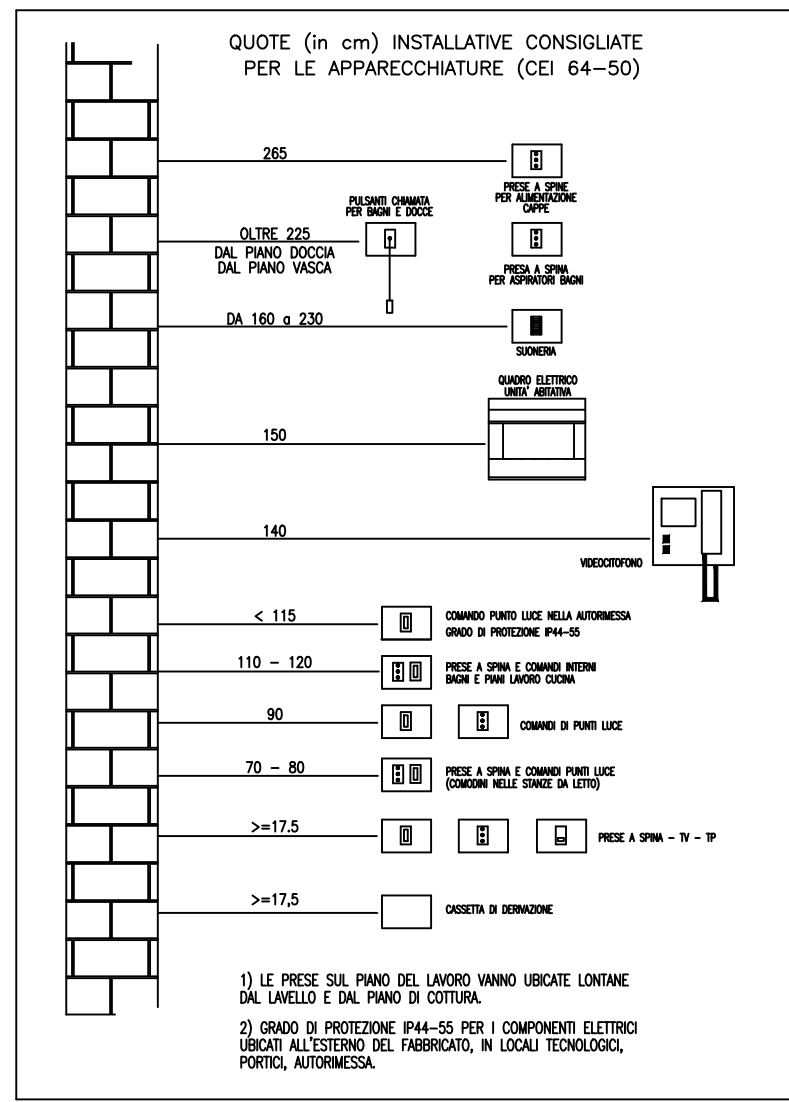 QUOTE (in cm) INSTALLATIVE CONSIGLIATE
PER LE APPARECCHIATURE (CEI 64-50)
265
PRESE A SPINE
PER ALIMENTAZIONE
CAPPE
PULSANTI CHIAMATA
PER BAGNI E DOCCE
OLTRE 225
DAL PIANO DOCCIA
DAL PIANO VASCA
PRESA A SPINA
PER ASPIRATORI BAGNI
DA 160 a 230
SUONERIA
QUADRO ELETTRICO
UNITA' ABITATIVA
150
140
VIDEOCITOFONO
< 115
COMANDO PUNTO LUCE NELLA AUTORIMESSA
GRADO DI PROTEZIONE IP44-55
110 - 120
PRESE A SPINA E COMANDI INTERNI
BAGNI E PIANI LAVORO CUCINA
90
COMANDI DI PUNTI LUCE
70 - 80
PRESE A SPINA E COMANDI PUNTI LUCE
(COMODINI NELLE STANZE DA LETTO)
>=17.5
PRESE A SPINA - TV - TP
>=17,5
CASSETTA DI DERIVAZIONE
1) LE PRESE SUL PIANO DEL LAVORO VANNO UBICATE LONTANE
DAL LAVELLO E DAL PIANO DI COTTURA.
2) GRADO DI PROTEZIONE IP44-55 PER I COMPONENTI ELETTRICI
UBICATI ALL'ESTERNO DEL FABBRICATO, IN LOCALI TECNOLOGICI,
PORTICI, AUTORIMESSA.